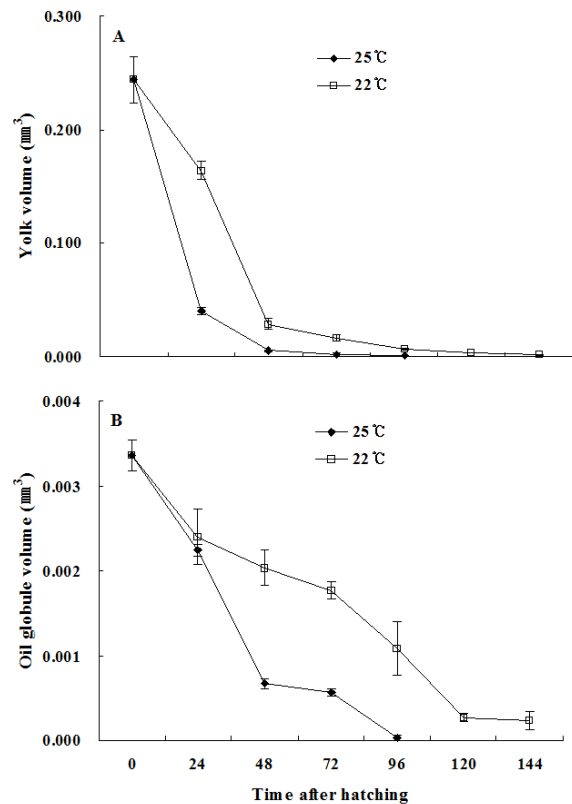 A
25℃
22℃
Yolk volume (㎣)
0.300
0.200
0.100
0.000
B
25℃
22℃
Oil globule volume (㎣)
0.004
0.003
0.002
0.001
0.000
0 24 48 72 96 120 144
Time after hatching